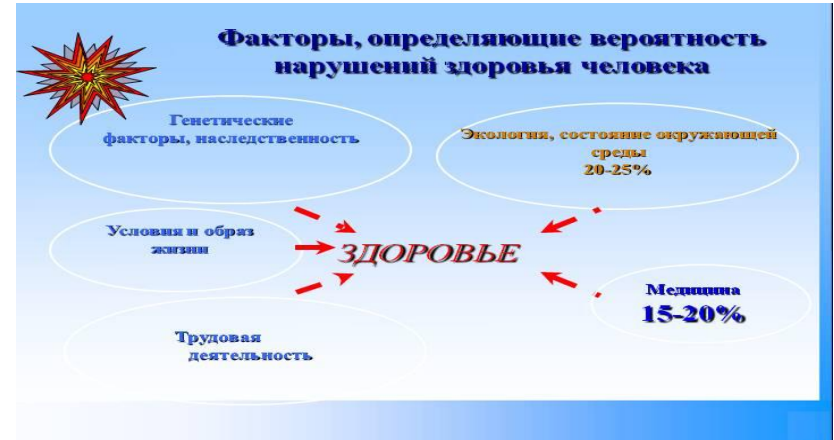 Факторы, определяющие вероятность
нарушений здоровья человека
Генетические
факторы, наследственность
Экология, состояние окружающей
среды
20-25%
Условия и образ
жизни
ЗДОРОВЬЕ
Медицина
15-20%
Трудовая
деятельность